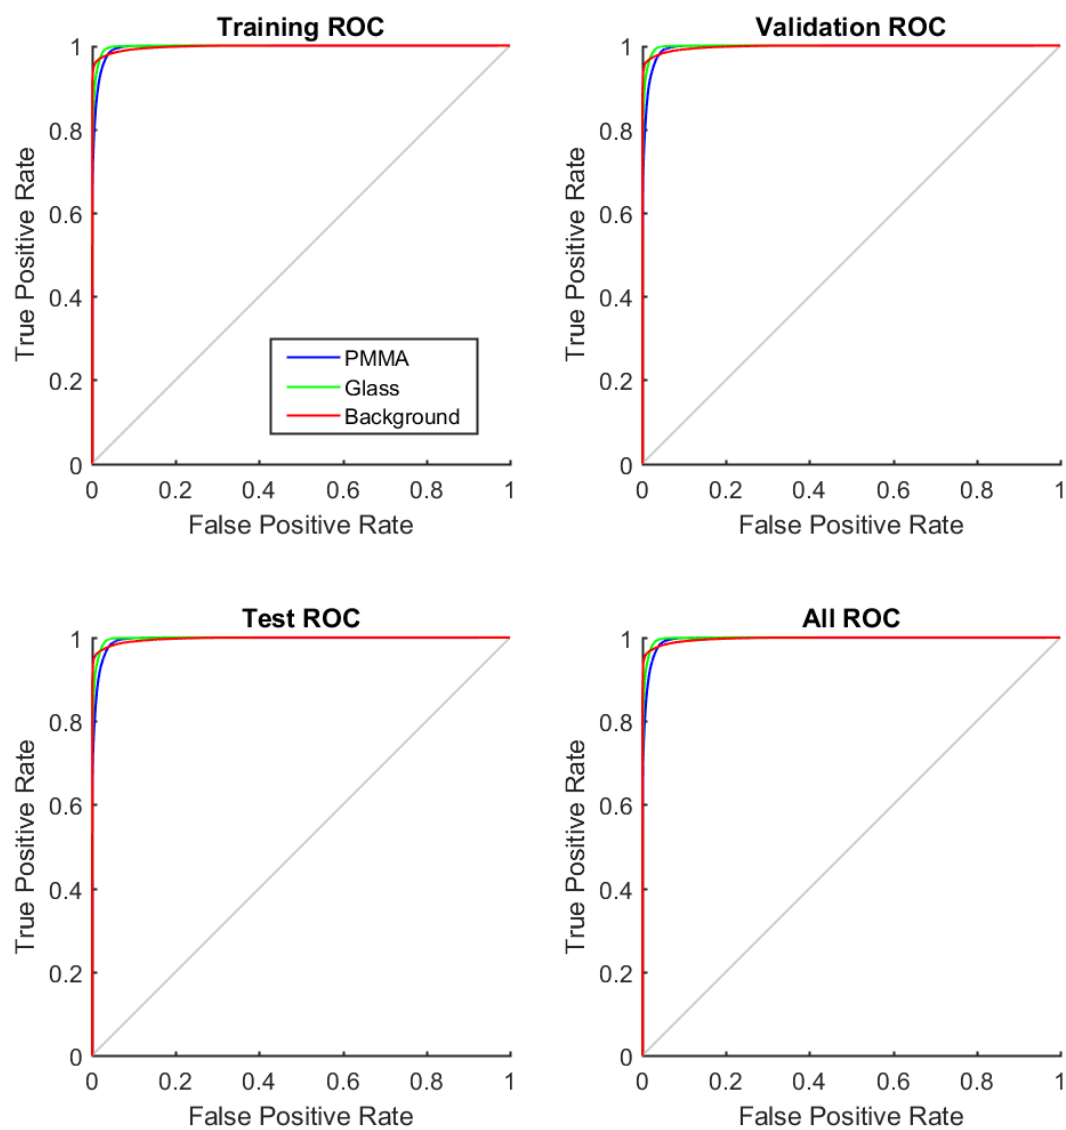 Training ROC
1
0.8
0.6
0.4
0.2
0
True Positive Rate
PMMA
Glass
Background
0 0.2 0.4 0.6 0.8 1
False Positive Rate
Validation ROC
1
0.8
0.6
0.4
0.2
0
True Positive Rate
0 0.2 0.4 0.6 0.8 1
False Positive Rate
Test ROC
1
0.8
0.6
0.4
0.2
0
True Positive Rate
0 0.2 0.4 0.6 0.8 1
False Positive Rate
All ROC
1
0.8
0.6
0.4
0.2
0
True Positive Rate
0 0.2 0.4 0.6 0.8 1
False Positive Rate